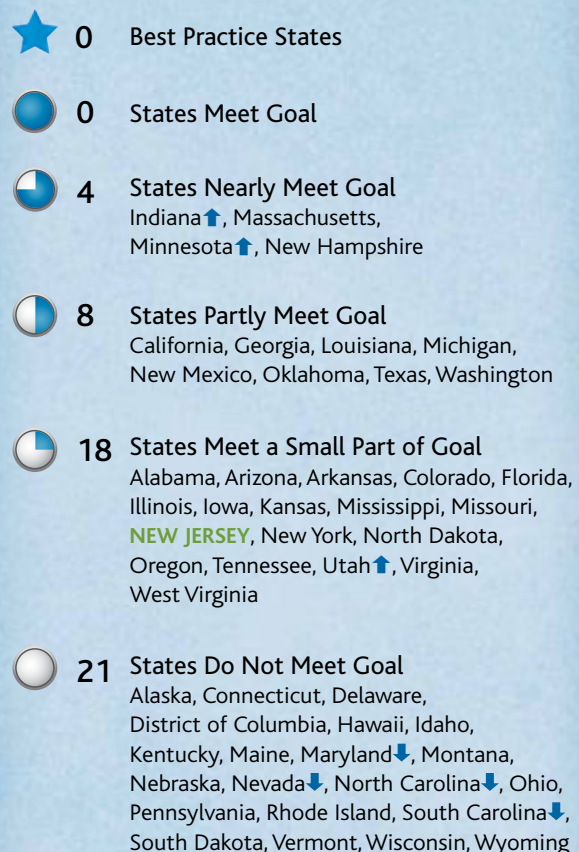 0 Best Practice States
0 States Meet Goal
4 States Nearly Meet Goal
Indiana⬆, Massachusetts,
Minnesota⬆, New Hampshire
8 States Partly Meet Goal
California, Georgia, Louisiana, Michigan,
New Mexico, Oklahoma, Texas, Washington
18 States Meet a Small Part of Goal
Alabama, Arizona, Arkansas, Colorado, Florida,
Illinois, Iowa, Kansas, Mississippi, Missouri,
NEW JERSEY, New York, North Dakota,
Oregon, Tennessee, Utah⬆, Virginia,
West Virginia
21 States Do Not Meet Goal
Alaska, Connecticut, Delaware,
District of Columbia, Hawaii, Idaho,
Kentucky, Maine, Maryland⬇, Montana,
Nebraska, Nevada⬇, North Carolina⬇, Ohio,
Pennsylvania, Rhode Island, South Carolina⬇,
South Dakota, Vermont, Wisconsin, Wyoming